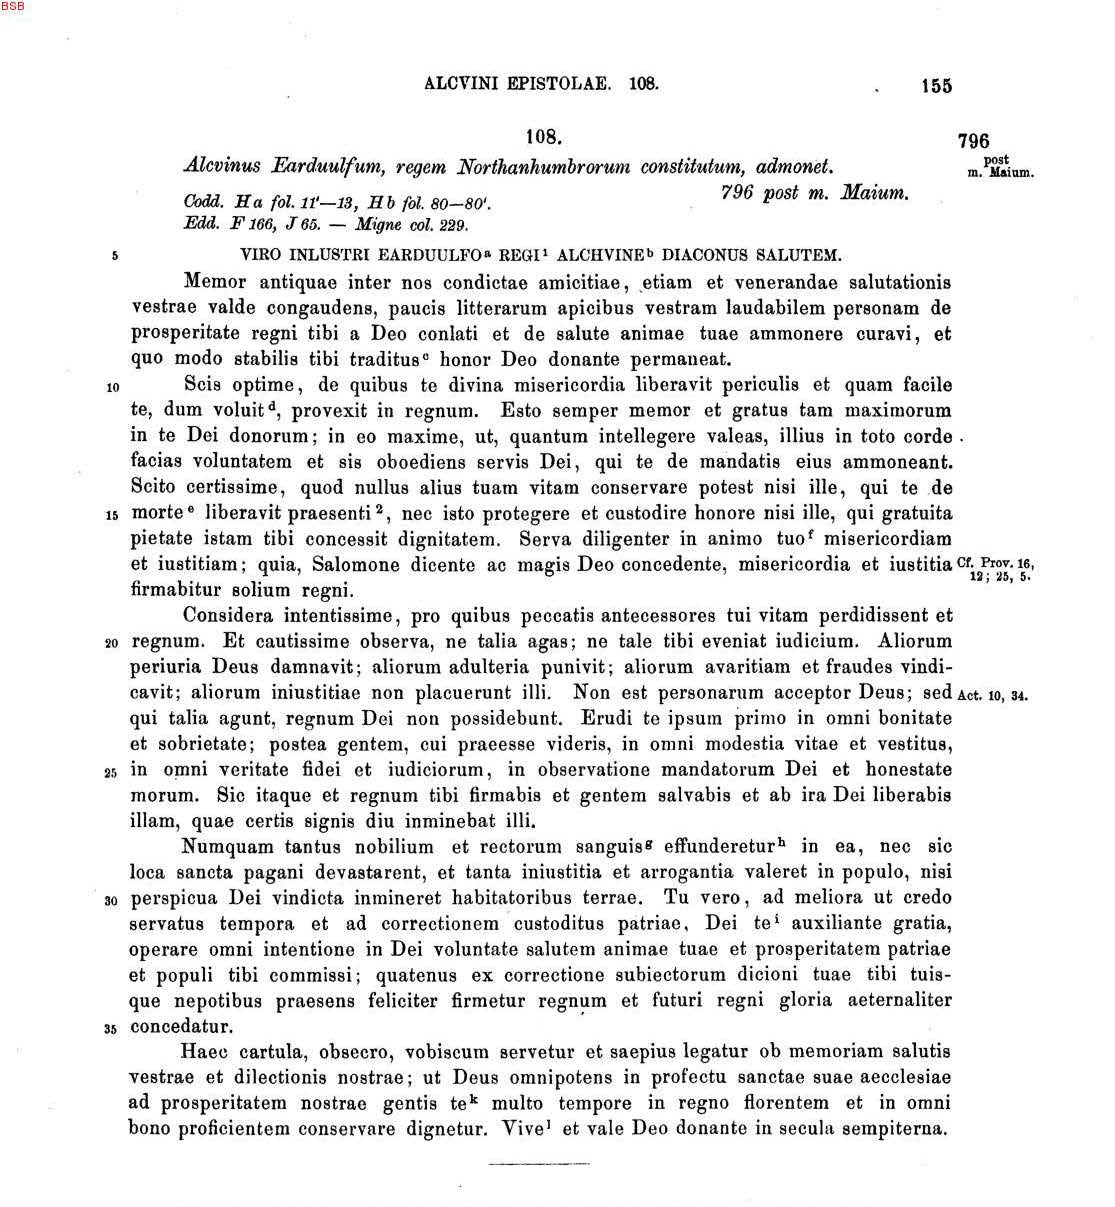 BSB
ALCVINI EPISTOLAE. 108. 155
108.
796
post
m. Maium.
Alcvinus Earduulfum, regem Northanhumbrorum constitutum, admonet.
796 post m. Maium.
Codd. Ha fol. 11'—13, Hb fol. 80—80'.
Edd. F 166, J 65. — Migne col. 229.
5 VIRO INLUSTRI EARDUULFOᵃ REGI¹ ALCHVINEᵇ DIACONUS SALUTEM.
Memor antiquae inter nos condictae amicitiae, etiam et venerandae salutationis
vestrae valde congaudens, paucis litterarum apicibus vestram laudabilem personam de
prosperitate regni tibi a Deo conlati et de salute animae tuae ammonere curavi, et
quo modo stabilis tibi traditusᶜ honor Deo donante permaneat.
10 Scis optime, de quibus te divina misericordia liberavit periculis et quam facile
te, dum voluitᵈ, provexit in regnum. Esto semper memor et gratus tam maximorum
in te Dei donorum; in eo maxime, ut, quantum intellegere valeas, illius in toto corde
facias voluntatem et sis oboediens servis Dei, qui te de mandatis eius ammoneant.
Scito certissime, quod nullus alius tuam vitam conservare potest nisi ille, qui te de
15 morteᵉ liberavit praesenti², nec isto protegere et custodire honore nisi ille, qui gratuita
pietate istam tibi concessit dignitatem. Serva diligenter in animo tuoᶠ misericordiam
et iustitiam; quia, Salomone dicente ac magis Deo concedente, misericordia et iustitia Cf. Prov. 16,
12; 25, 5.
firmabitur solium regni.
Considera intentissime, pro quibus peccatis antecessores tui vitam perdidissent et
20 regnum. Et cautissime observa, ne talia agas; ne tale tibi eveniat iudicium. Aliorum
periuria Deus damnavit; aliorum adulteria punivit; aliorum avaritiam et fraudes vindi-
cavit; aliorum iniustitiae non placuerunt illi. Non est personarum acceptor Deus; sed Act. 10, 34.
qui talia agunt, regnum Dei non possidebunt. Erudi te ipsum primo in omni bonitate
et sobrietate; postea gentem, cui praeesse videris, in omni modestia vitae et vestitus,
25 in omni veritate fidei et iudiciorum, in observatione mandatorum Dei et honestate
morum. Sic itaque et regnum tibi firmabis et gentem salvabis et ab ira Dei liberabis
illam, quae certis signis diu inminebat illi.
Numquam tantus nobilium et rectorum sanguisᵍ effundereturʰ in ea, nec sic
loca sancta pagani devastarent, et tanta iniustitia et arrogantia valeret in populo, nisi
30 perspicua Dei vindicta inmineret habitatoribus terrae. Tu vero, ad meliora ut credo
servatus tempora et ad correctionem custoditus patriae, Dei teⁱ auxiliante gratia,
operare omni intentione in Dei voluntate salutem animae tuae et prosperitatem patriae
et populi tibi commissi; quatenus ex correctione subiectorum dicioni tuae tibi tuis-
que nepotibus praesens feliciter firmetur regnum et futuri regni gloria aeternaliter
35 concedatur.
Haec cartula, obsecro, vobiscum servetur et saepius legatur ob memoriam salutis
vestrae et dilectionis nostrae; ut Deus omnipotens in profectu sanctae suae aecclesiae
ad prosperitatem nostrae gentis teᵏ multo tempore in regno florentem et in omni
bono proficientem conservare dignetur. Viveˡ et vale Deo donante in secula sempiterna.